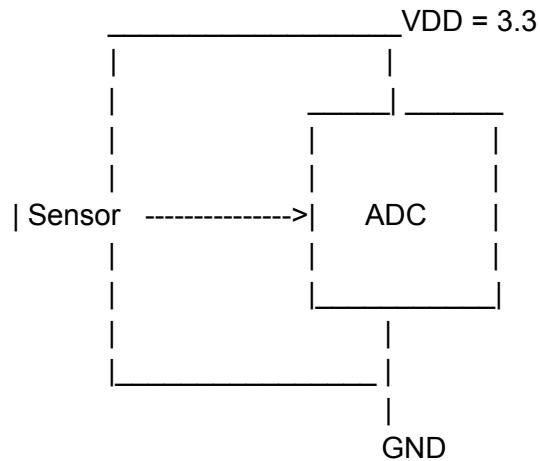 VDD = 3.3
| Sensor --------------->| ADC
GND